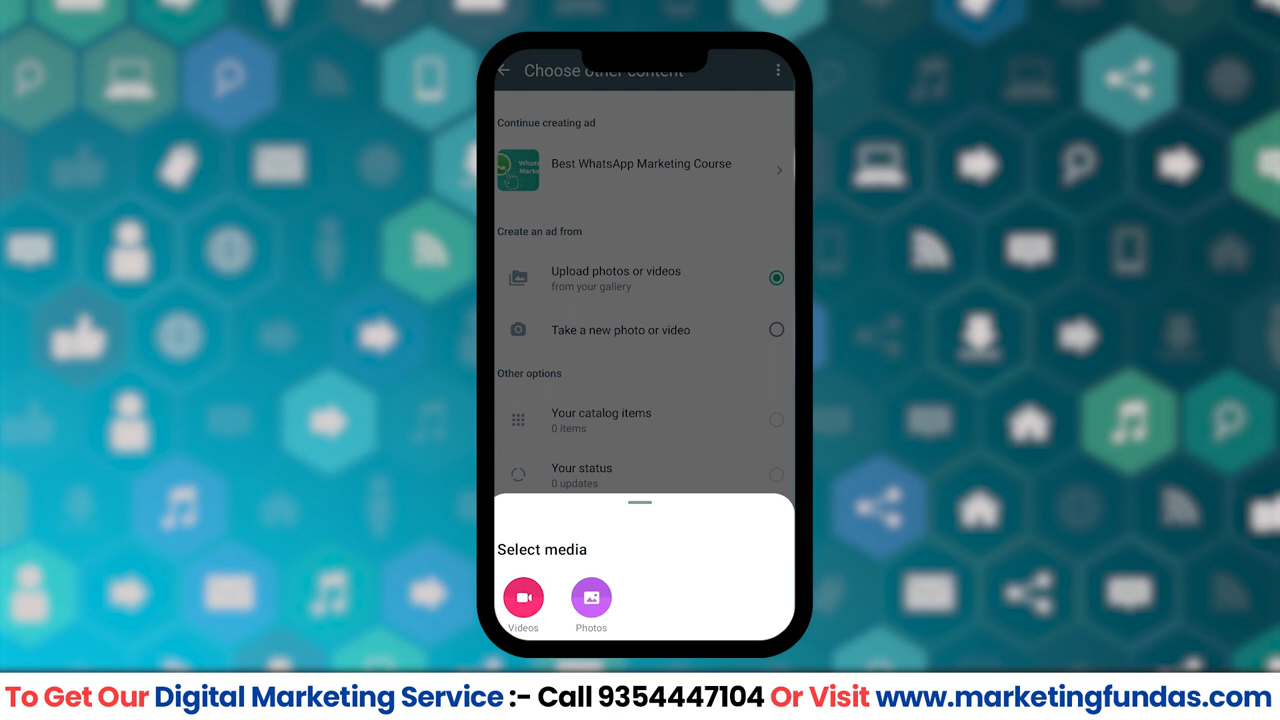 Choose other content
Continue creating ad
Whats
Marke
Best WhatsApp Marketing Course
Create an ad from
Upload photos or videos
from your gallery
Take a new photo or video
Other options
Your catalog items
0 items
Your status
0 updates
Select media
Videos
Photos
To Get Our Digital Marketing Service :- Call 9354447104 Or Visit www.marketingfundas.com